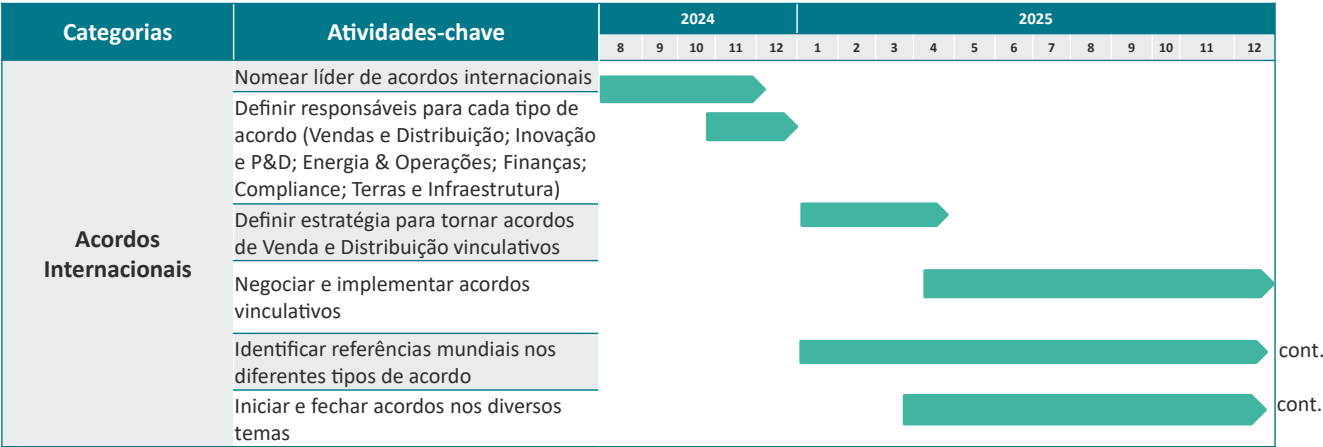 Categorias
Atividades-chave
2024
2025
8 9 10 11 12 1 2 3 4 5 6 7 8 9 10 11 12
Acordos
Internacionais
Nomear líder de acordos internacionais
Definir responsáveis para cada tipo de
acordo (Vendas e Distribuição; Inovação
e P&D; Energia & Operações; Finanças;
Compliance; Terras e Infraestrutura)
Definir estratégia para tornar acordos
de Venda e Distribuição vinculativos
Negociar e implementar acordos
vinculativos
Identificar referências mundiais nos
diferentes tipos de acordo
cont.
Iniciar e fechar acordos nos diversos
temas
cont.